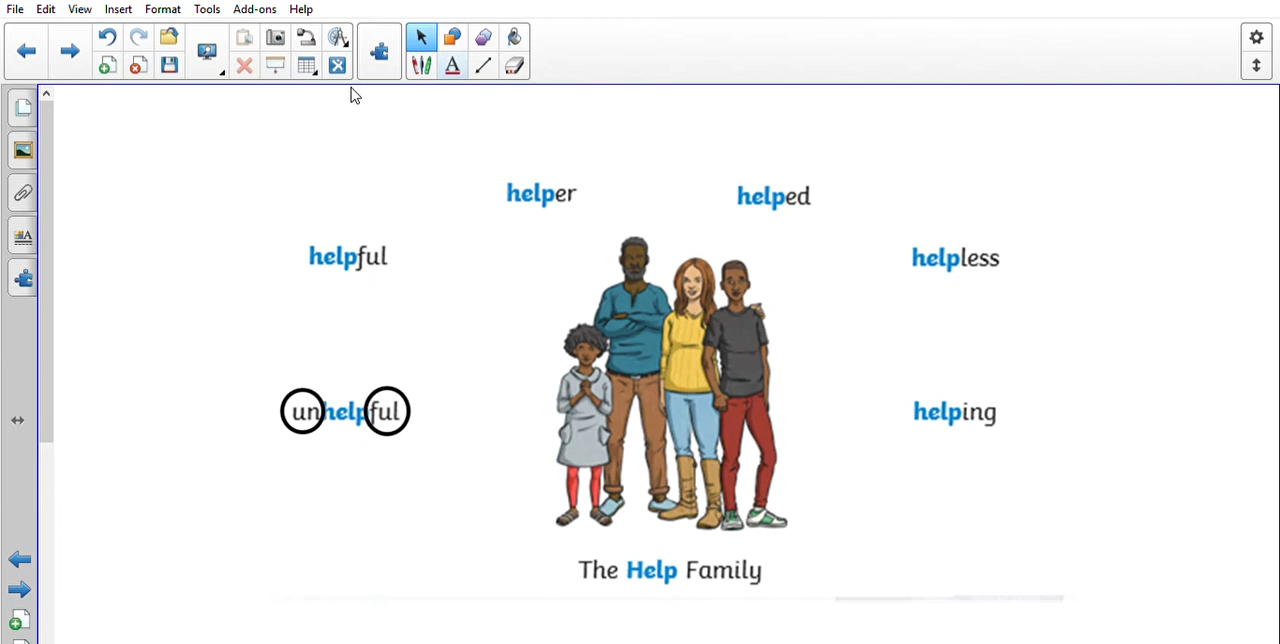 File Edit View Insert Format Tools Add-ons Help
helper helped
helpful helpless
unhelpful helping
The Help Family